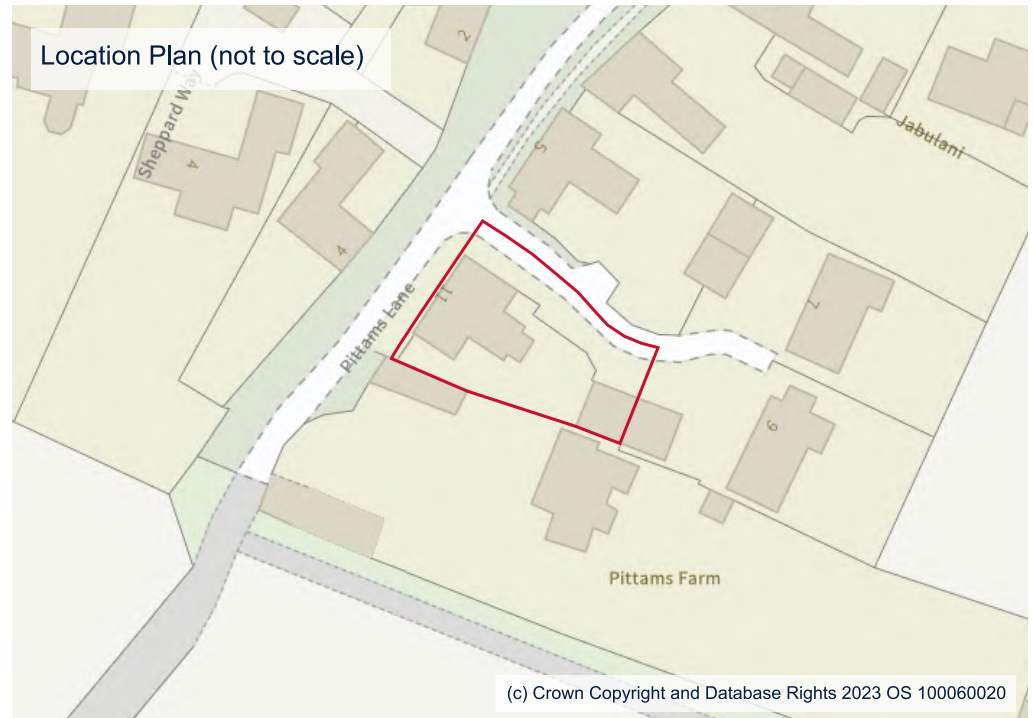 Location Plan (not to scale)
2
Sheppard Way
4
4
5
Jabulani
11
Pittams Lane
7
6
Pittams Farm
(c) Crown Copyright and Database Rights 2023 OS 100060020